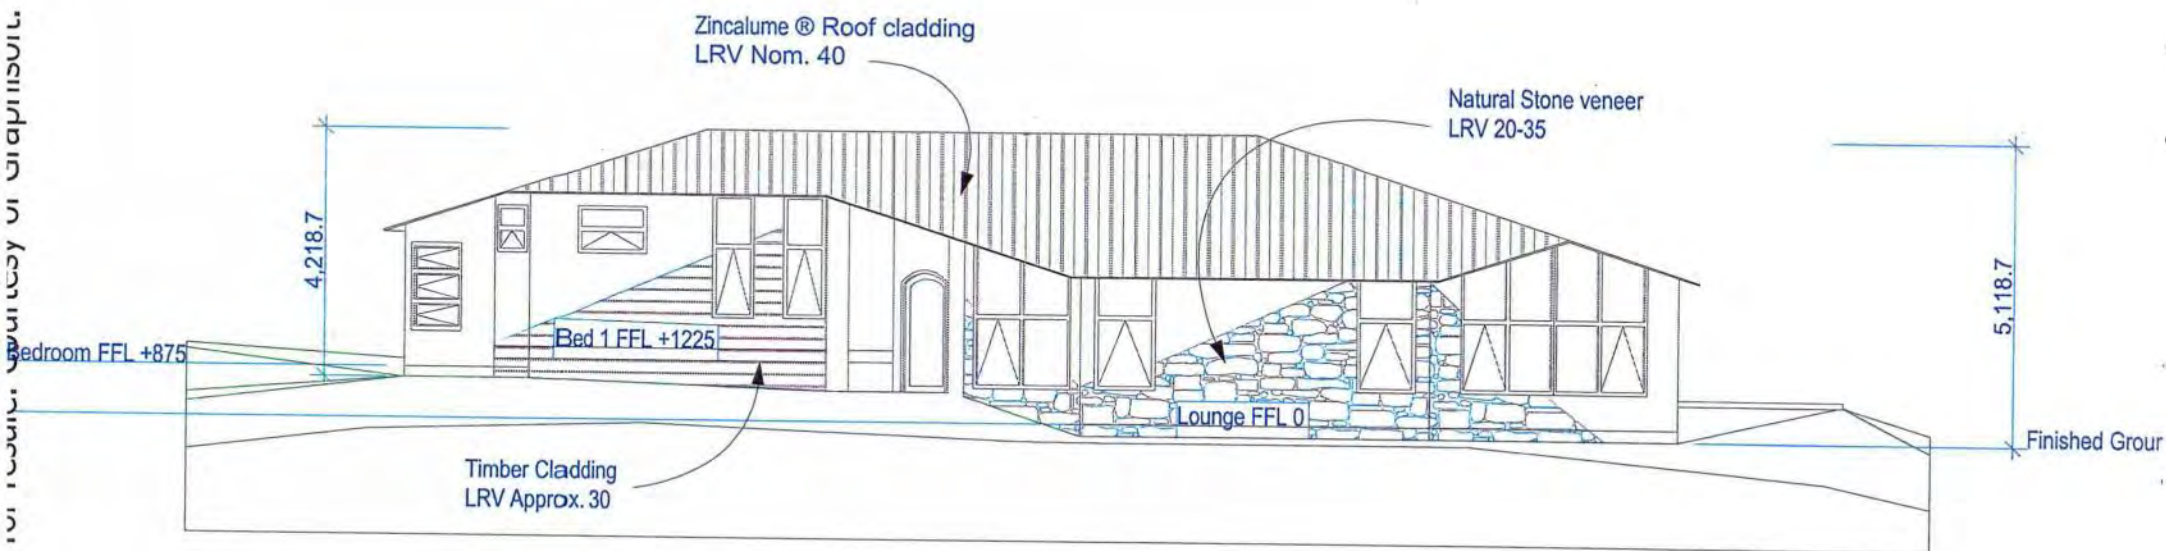 Zincalume ® Roof cladding
LRV Nom. 40
Natural Stone veneer
LRV 20-35
4,218.7
5,118.7
Bed 1 FFL +1225
Bedroom FFL +875
Lounge FFL 0
Finished Grour
Timber Cladding
LRV Approx. 30